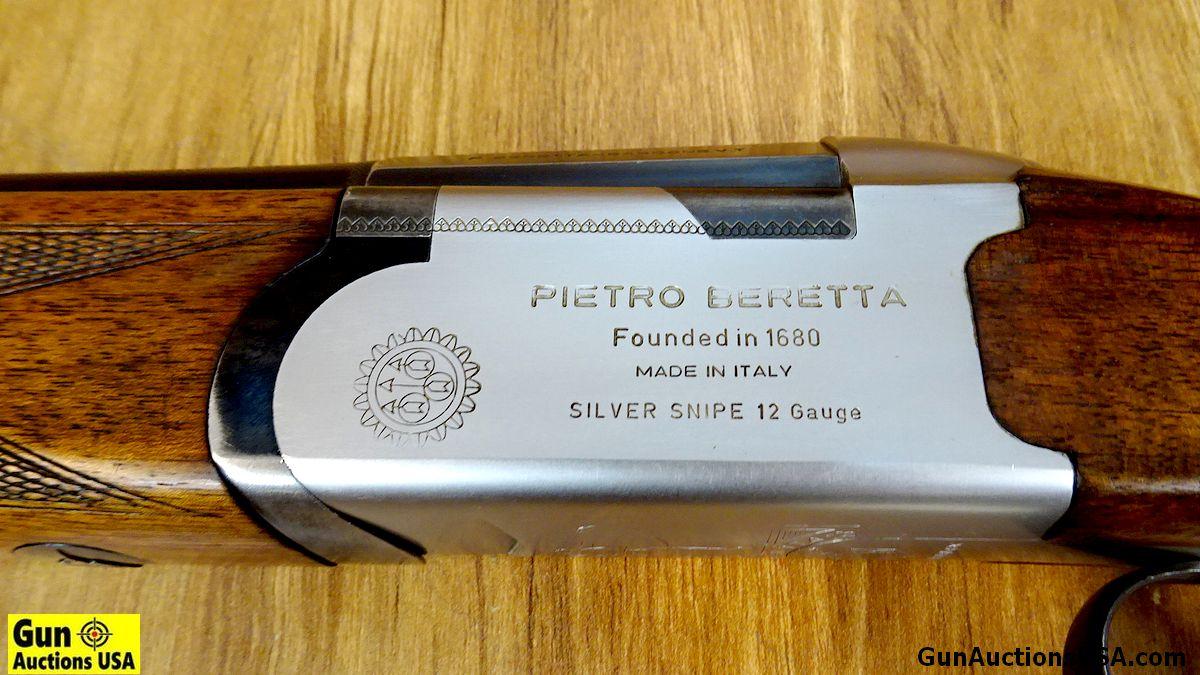 PIETRO BERETTA
Founded in 1680
MADE IN ITALY
SILVER SNIPE 12 Gauge
Gun
Auctions USA
GunAuctionsUSA.com